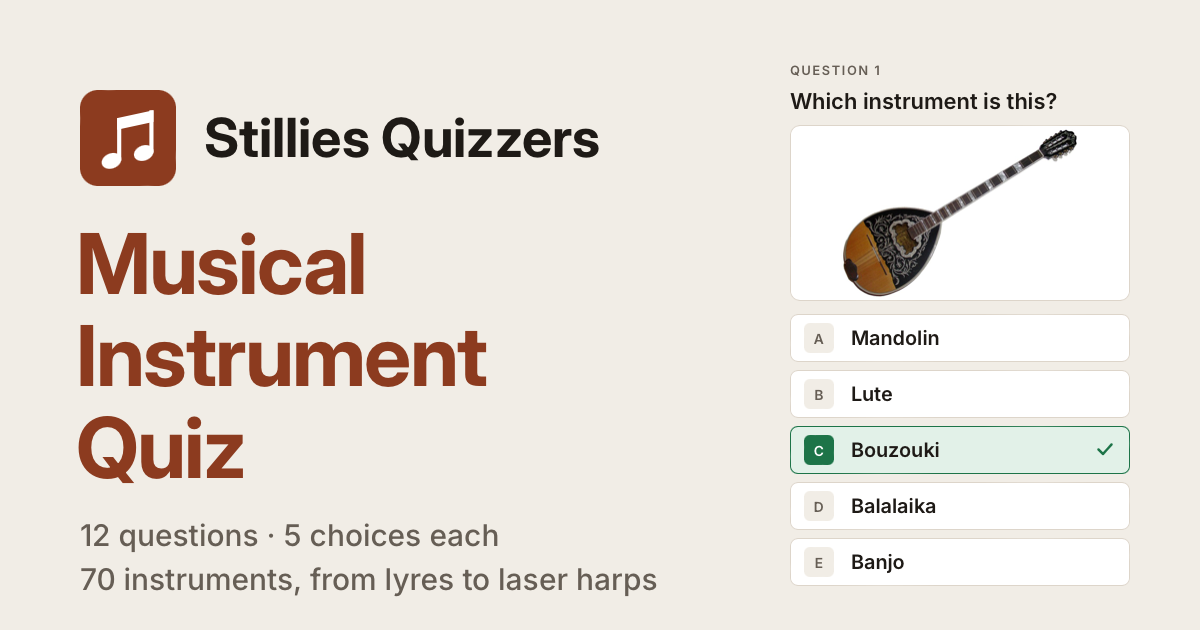 Stillies Quizzers
Musical
Instrument
Quiz
12 questions · 5 choices each
70 instruments, from lyres to laser harps
QUESTION 1
Which instrument is this?
A Mandolin
B Lute
C Bouzouki
D Balalaika
E Banjo